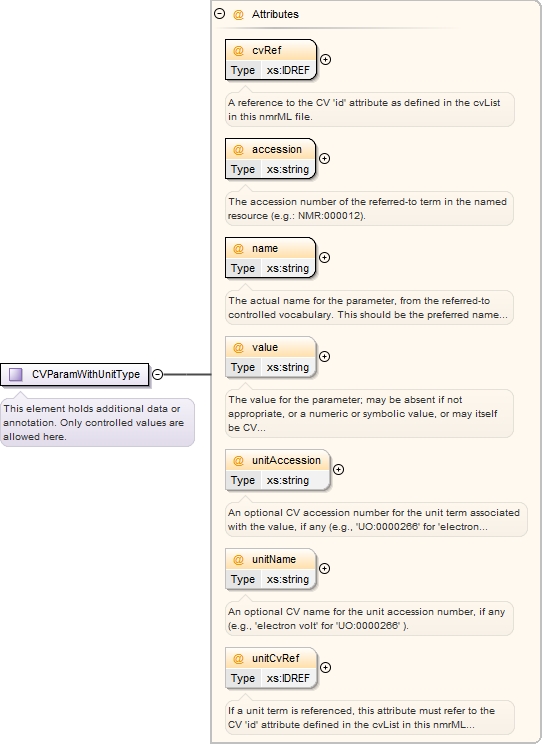 Attributes
@ cvRef
Type xs:IDREF
A reference to the CV 'id' attribute as defined in the cvList
in this nmrML file.
@ accession
Type xs:string
The accession number of the referred-to term in the named
resource (e.g.: NMR:000012).
@ name
Type xs:string
The actual name for the parameter, from the referred-to
controlled vocabulary. This should be the preferred name...
@ value
Type xs:string
CVParamWithUnitType
This element holds additional data or
annotation. Only controlled values are
allowed here.
The value for the parameter; may be absent if not
appropriate, or a numeric or symbolic value, or may itself
be CV...
@ unitAccession
Type xs:string
An optional CV accession number for the unit term associated
with the value, if any (e.g., 'UO:0000266' for 'electron...
@ unitName
Type xs:string
An optional CV name for the unit accession number, if any
(e.g., 'electron volt' for 'UO:0000266' ).
@ unitCvRef
Type xs:IDREF
If a unit term is referenced, this attribute must refer to the
CV 'id' attribute defined in the cvList in this nmrML...